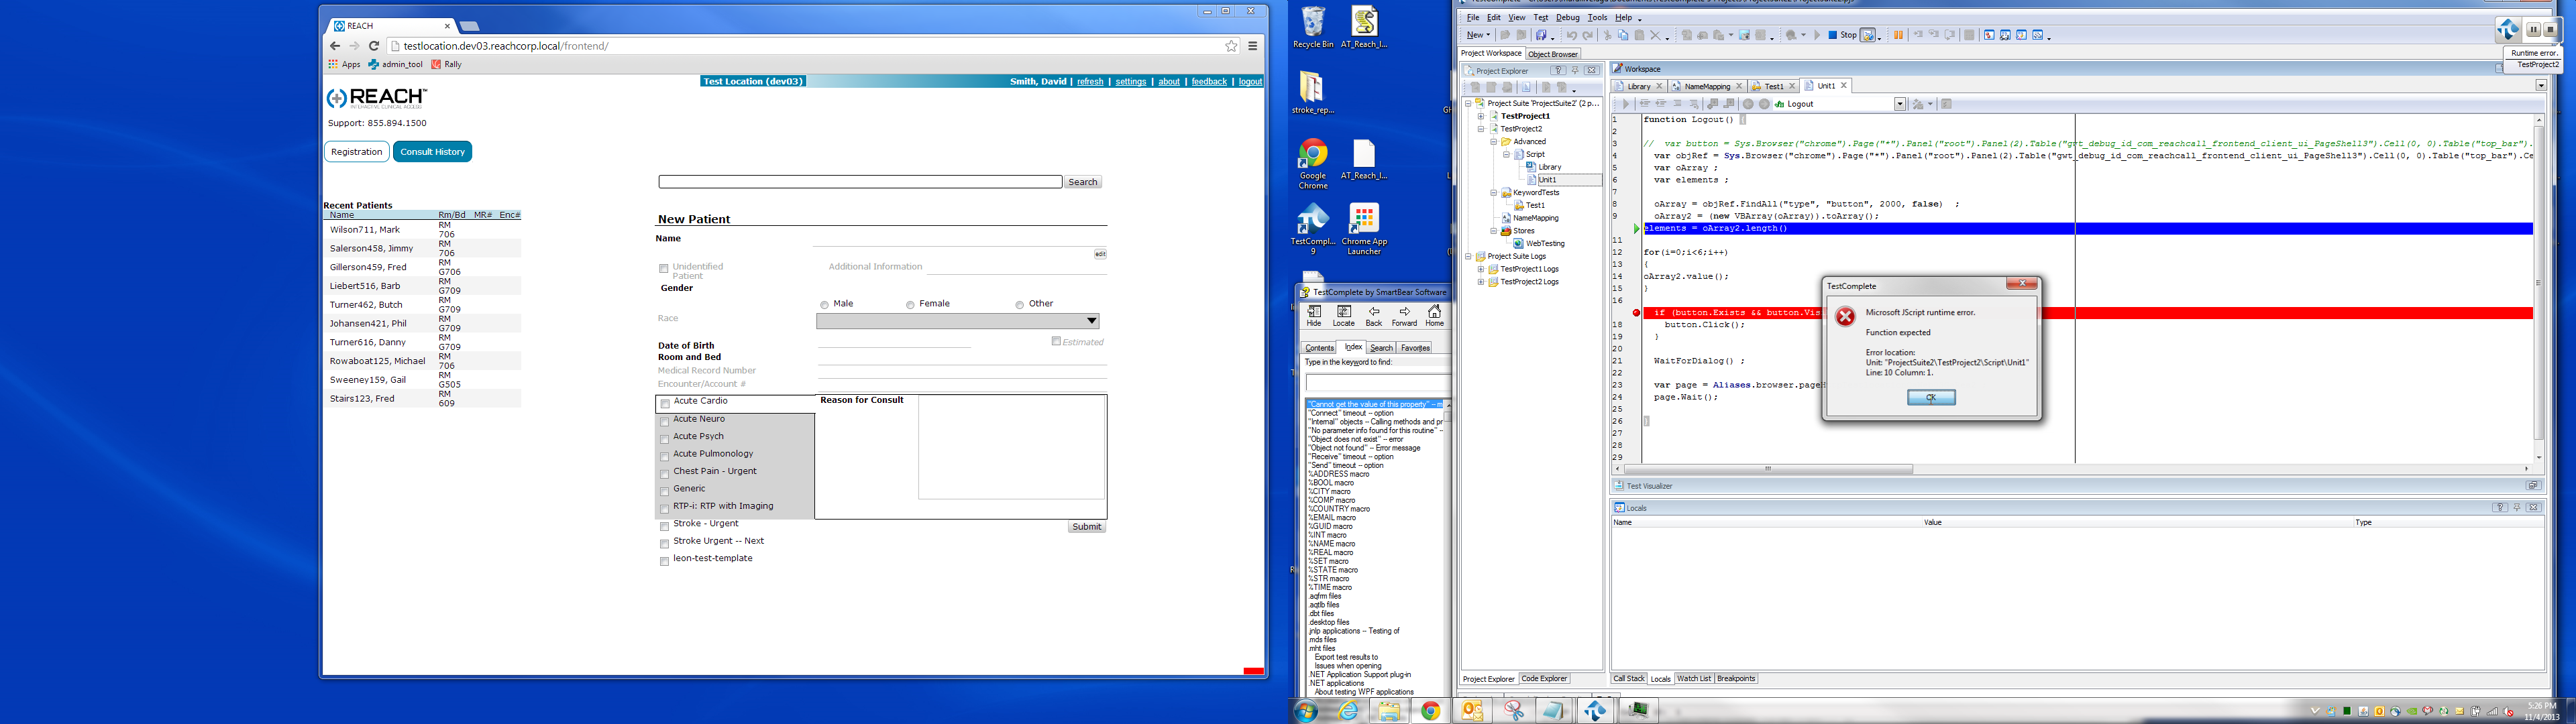 REACH
testlocation.dev03.reachcorp.local/frontend/
Apps admin_tool Rally
Test Location (dev03)
Smith, David | refresh | settings | about | feedback | logout
REACH™
INTERACTIVE CLINICAL ACCESS
Support: 855.894.1500
Registration Consult History
Search
Recent Patients
Name Rm/Bd MR# Enc#
Wilson711, Mark RM 706
Salerson458, Jimmy RM 706
Gillerson459, Fred RM G706
Liebert516, Barb RM G709
Turner462, Butch RM G709
Johansen421, Phil RM G709
Turner616, Danny RM G709
Rowaboat125, Michael RM 706
Sweeney159, Gail RM G505
Stairs123, Fred RM 609
New Patient
Name
edit
Unidentified Patient Additional Information
Gender
Male Female Other
Race
Date of Birth Estimated
Room and Bed
Medical Record Number
Encounter/Account #
Acute Cardio Reason for Consult
Acute Neuro
Acute Psych
Acute Pulmonology
Chest Pain - Urgent
Generic
RTP-i: RTP with Imaging
Stroke - Urgent
Submit
Stroke Urgent -- Next
leon-test-template
Recycle Bin AT_Reach_I...
stroke_rep...
Google Chrome AT_Reach_I...
TestCompl... 9 Chrome App Launcher
TestComplete by SmartBear Software
Hide Locate Back Forward Home
Contents Index Search Favorites
Type in the keyword to find:
"Cannot get the value of this property" -- m
"Connect" timeout -- option
"Internal" objects -- Calling methods and pr
"No parameter info found for this routine" --
"Object does not exist" -- error
"Object not found" -- Error message
"Receive" timeout -- option
"Send" timeout -- option
%ADDRESS macro
%BOOL macro
%CITY macro
%COMP macro
%COUNTRY macro
%EMAIL macro
%GUID macro
%INT macro
%NAME macro
%REAL macro
%SET macro
%STATE macro
%STR macro
%TIME macro
.aqfm files
.aqtlb files
.dbt files
.desktop files
.jnlp applications -- Testing of
.mds files
.mht files
Export test results to
Issues when opening
.NET Application Support plug-in
.NET applications
About testing WPF applications
File Edit View Test Debug Tools Help
New Stop
Runtime error.
TestProject2
Project Workspace Object Browser
Project Explorer
Project Suite 'ProjectSuite2' (2 p...
TestProject1
TestProject2
Advanced
Script
Library
Unit1
KeywordTests
Test1
NameMapping
Stores
WebTesting
Project Suite Logs
TestProject1 Logs
TestProject2 Logs
Project Explorer Code Explorer
Workspace
Library NameMapping Test1 Unit1
Logout
1 function Logout()
2
3 // var button = Sys.Browser("chrome").Page("*").Panel("root").Panel(2).Table("gwt_debug_id_com_reachcall_frontend_client_ui_PageShell3").Cell(0, 0).Table("top_bar").
4 var objRef = Sys.Browser("chrome").Page("*").Panel("root").Panel(2).Table("gwt_debug_id_com_reachcall_frontend_client_ui_PageShell3").Cell(0, 0).Table("top_bar").Ce
5 var oArray ;
6 var elements ;
7
8 oArray = objRef.FindAll("type", "button", 2000, false) ;
9 oArray2 = (new VBArray(oArray)).toArray();
elements = oArray2.length()
11
12 for(i=0;i<6;i++)
13 {
14 oArray2.value();
15 }
16
if (button.Exists && button.Vis
18 button.Click();
19 }
20
21 WaitForDialog() ;
22
23 var page = Aliases.browser.page
24 page.Wait();
25
26
27
28
29
TestComplete
Microsoft JScript runtime error.
Function expected
Error location:
Unit: "ProjectSuite2\TestProject2\Script\Unit1"
Line: 10 Column: 1.
OK
Test Visualizer
Locals
Name Value Type
Call Stack Locals Watch List Breakpoints
5:26 PM
11/4/2013